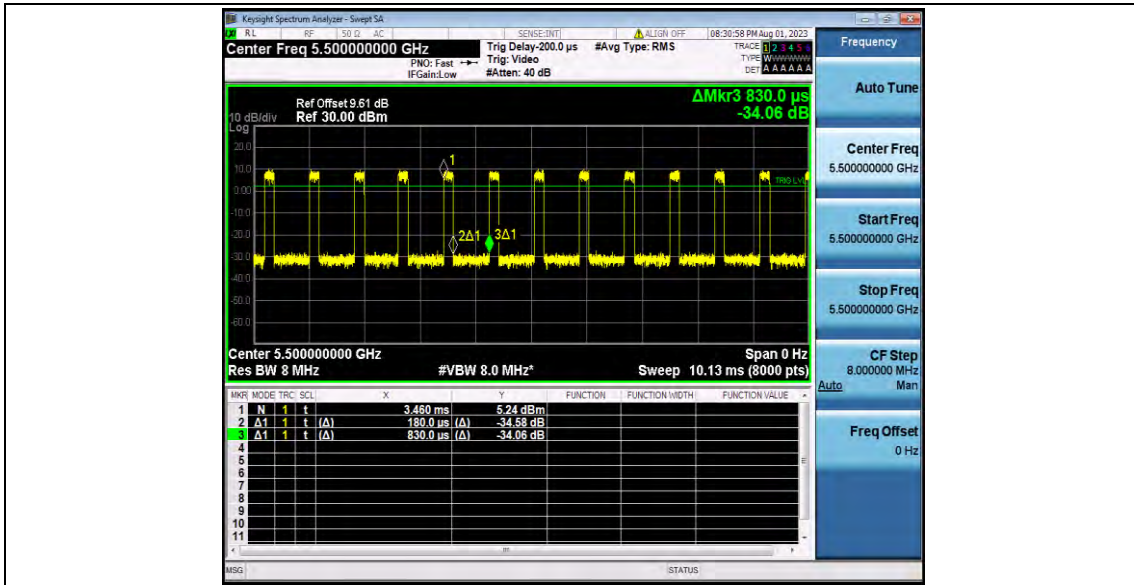 Keysight Spectrum Analyzer - Swept SA
RL RF 50 Ω AC SENSE:INT ALIGN OFF 08:30:58 PM Aug 01, 2023
Center Freq 5.500000000 GHz
Trig Delay-200.0 µs #Avg Type: RMS
TRACE 1 2 3 4 5 6
PNO: Fast Trig: Video
TYPE WWWWWW
IFGain:Low #Atten: 40 dB
DET A A A A A A
Frequency
Auto Tune
Center Freq
5.500000000 GHz
Start Freq
5.500000000 GHz
Stop Freq
5.500000000 GHz
CF Step
8.000000 MHz
Auto Man
Freq Offset
0 Hz
ΔMkr3 830.0 µs
-34.06 dB
Ref Offset 9.61 dB
10 dB/div Ref 30.00 dBm
Log
20.0
10.0
0.00
-10.0
-20.0
-30.0
-40.0
-50.0
-60.0
1
TRIG LVL
2Δ1 3Δ1
Center 5.500000000 GHz Span 0 Hz
Res BW 8 MHz #VBW 8.0 MHz* Sweep 10.13 ms (8000 pts)
MKR MODE TRC SCL X Y FUNCTION FUNCTION WIDTH FUNCTION VALUE
1 N 1 t 3.460 ms 5.24 dBm
2 Δ1 1 t (Δ) 180.0 µs (Δ) -34.58 dB
3 Δ1 1 t (Δ) 830.0 µs (Δ) -34.06 dB
4
5
6
7
8
9
10
11
MSG STATUS